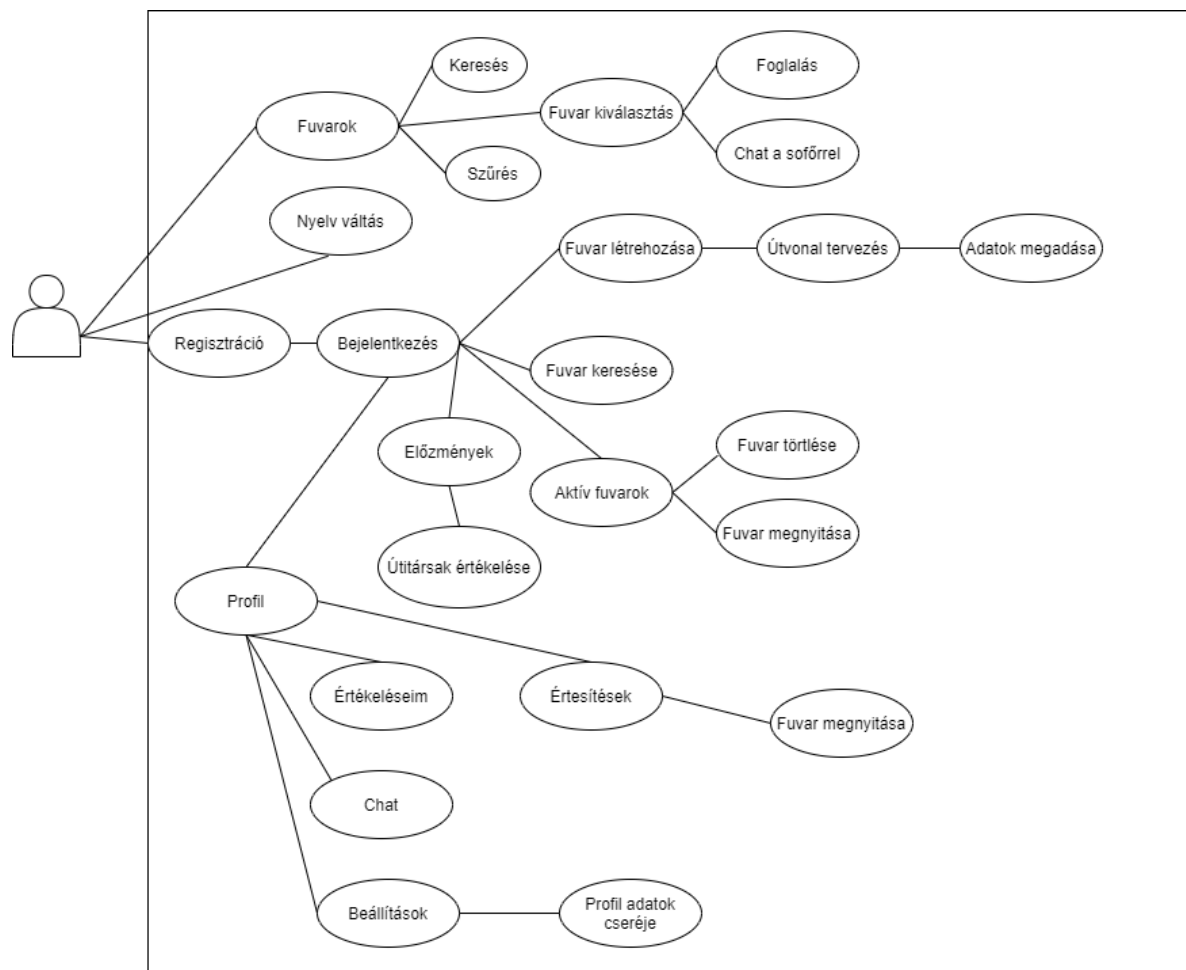 Keresés
Foglalás
Fuvarok
Fuvar kiválasztás
Chat a sofőrrel
Szűrés
Nyelv váltás
Fuvar létrehozása
Útvonal tervezés
Adatok megadása
Regisztráció
Bejelentkezés
Fuvar keresése
Előzmények
Fuvar törtlése
Aktív fuvarok
Fuvar megnyitása
Útitársak értékelése
Profil
Értékeléseim
Értesítések
Fuvar megnyitása
Chat
Beállítások
Profil adatok
cseréje